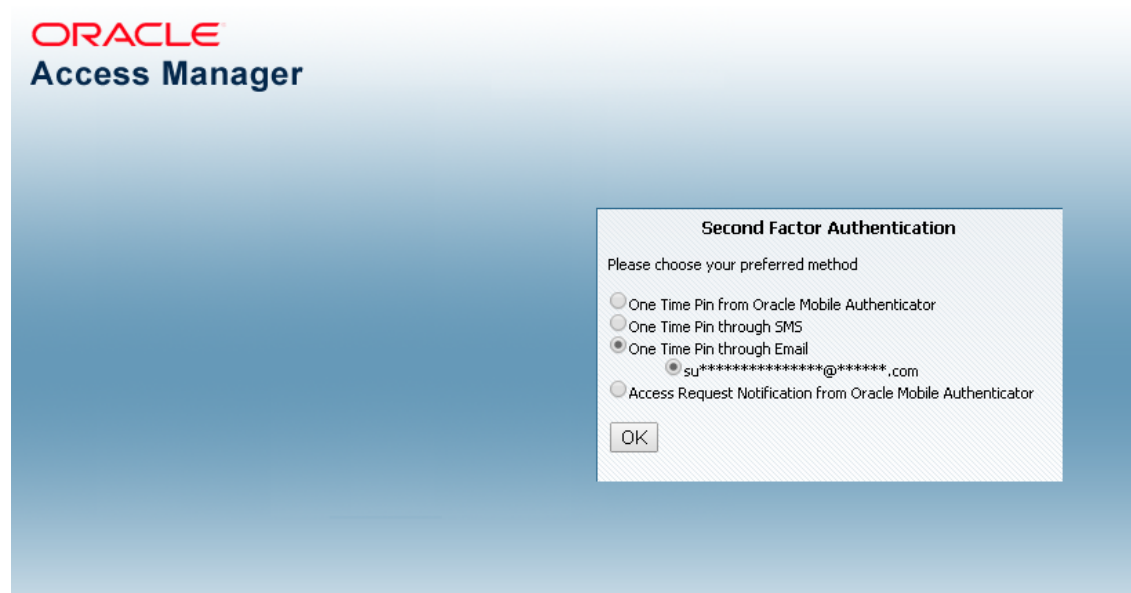 ORACLE
Access Manager
Second Factor Authentication
Please choose your preferred method
One Time Pin from Oracle Mobile Authenticator
One Time Pin through SMS
One Time Pin through Email
su***************@******.com
Access Request Notification from Oracle Mobile Authenticator
OK